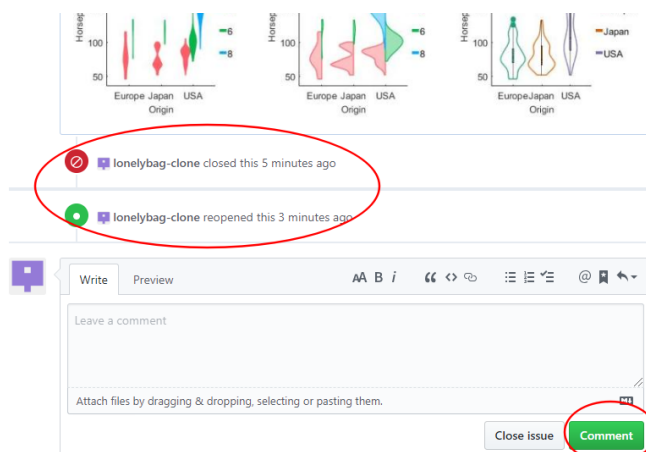 Horsep
100
50
Europe Japan USA
Origin
6
8
Horsep
100
50
Europe Japan USA
Origin
6
8
Horsep
100
50
EuropeJapan USA
Origin
Japan
USA
lonelybag-clone closed this 5 minutes ago
lonelybag-clone reopened this 3 minutes ago
Write
Preview
AA B i
Leave a comment
Attach files by dragging & dropping, selecting or pasting them.
Close issue
Comment